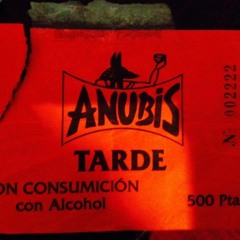 ANUBIS
TARDE
ON CONSUMICIÓN
con Alcohol
500 Pta
Nº 002222